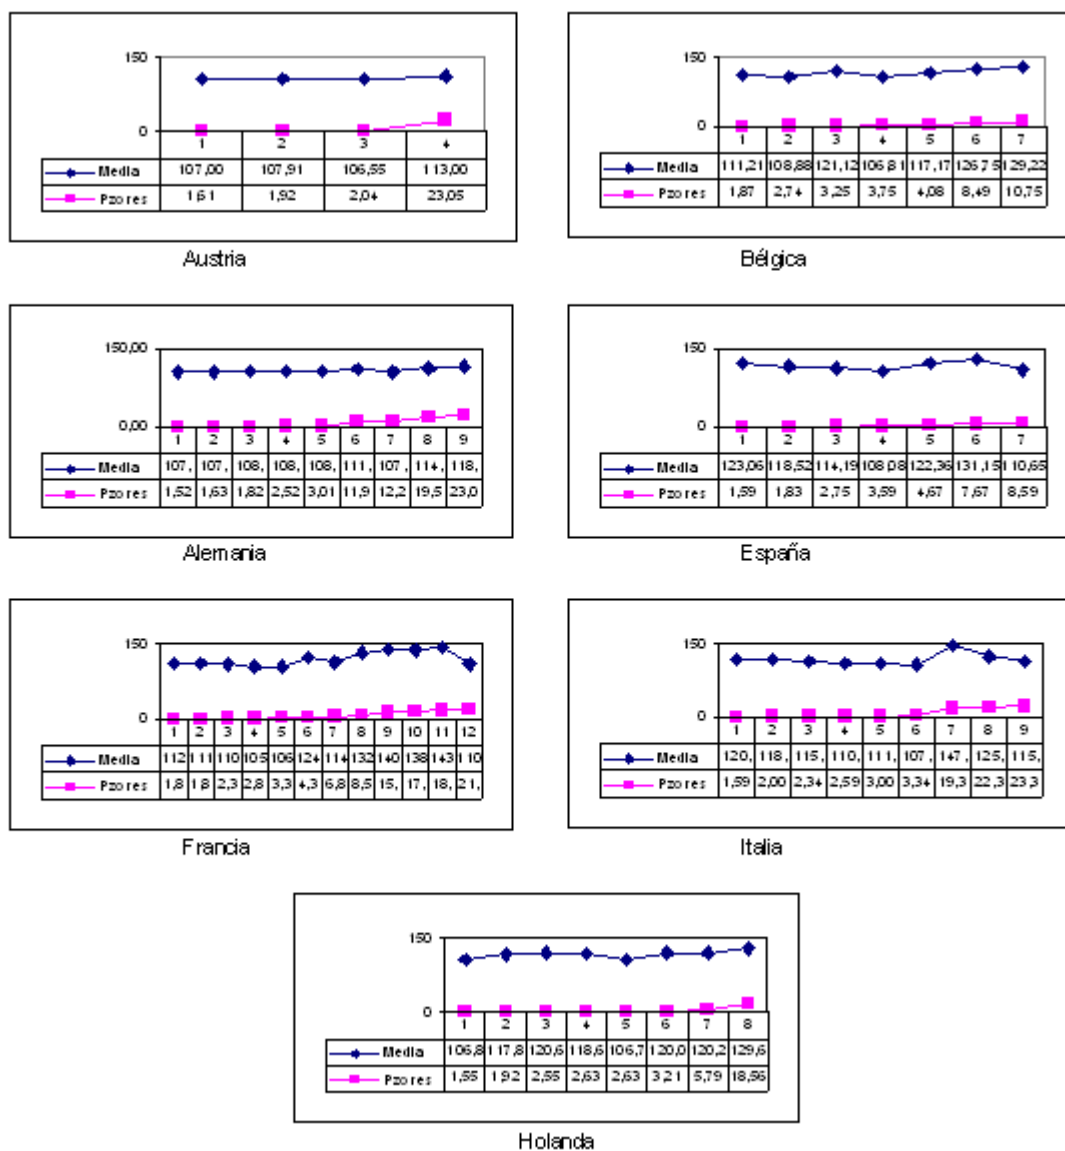 150
0
1 2 3 4
Media 107,00 107,91 106,55 113,00
Pzores 1,61 1,92 2,04 23,05
Austria
150
0
1 2 3 4 5 6 7
Media 111,21 108,88 121,12 106,81 117,17 126,75 129,22
Pzores 1,87 2,74 3,25 3,75 4,08 8,49 10,75
Bélgica
150,00
0,00
1 2 3 4 5 6 7 8 9
Media 107, 107, 108, 108, 108, 111, 107, 114, 118,
Pzores 1,52 1,63 1,82 2,52 3,01 11,9 12,2 19,5 23,0
Alemania
150
0
1 2 3 4 5 6 7
Media 123,06 118,52 114,19 108,08 122,36 131,15 110,65
Pzores 1,59 1,83 2,75 3,59 4,67 7,67 8,59
España
150
0
1 2 3 4 5 6 7 8 9 10 11 12
Media 112 111 110 105 106 124 114 132 140 138 143 110
Pzores 1,8 1,8 2,3 2,8 3,3 4,3 6,8 8,5 15, 17, 18, 21,
Francia
150
0
1 2 3 4 5 6 7 8 9
Media 120, 118, 115, 110, 111, 107, 147, 125, 115,
Pzores 1,59 2,00 2,34 2,59 3,00 3,34 19,3 22,3 23,3
Italia
150
0
1 2 3 4 5 6 7 8
Media 106,8 117,8 120,6 118,6 106,7 120,0 120,2 129,6
Pzores 1,55 1,92 2,55 2,63 2,63 3,21 5,79 18,56
Holanda